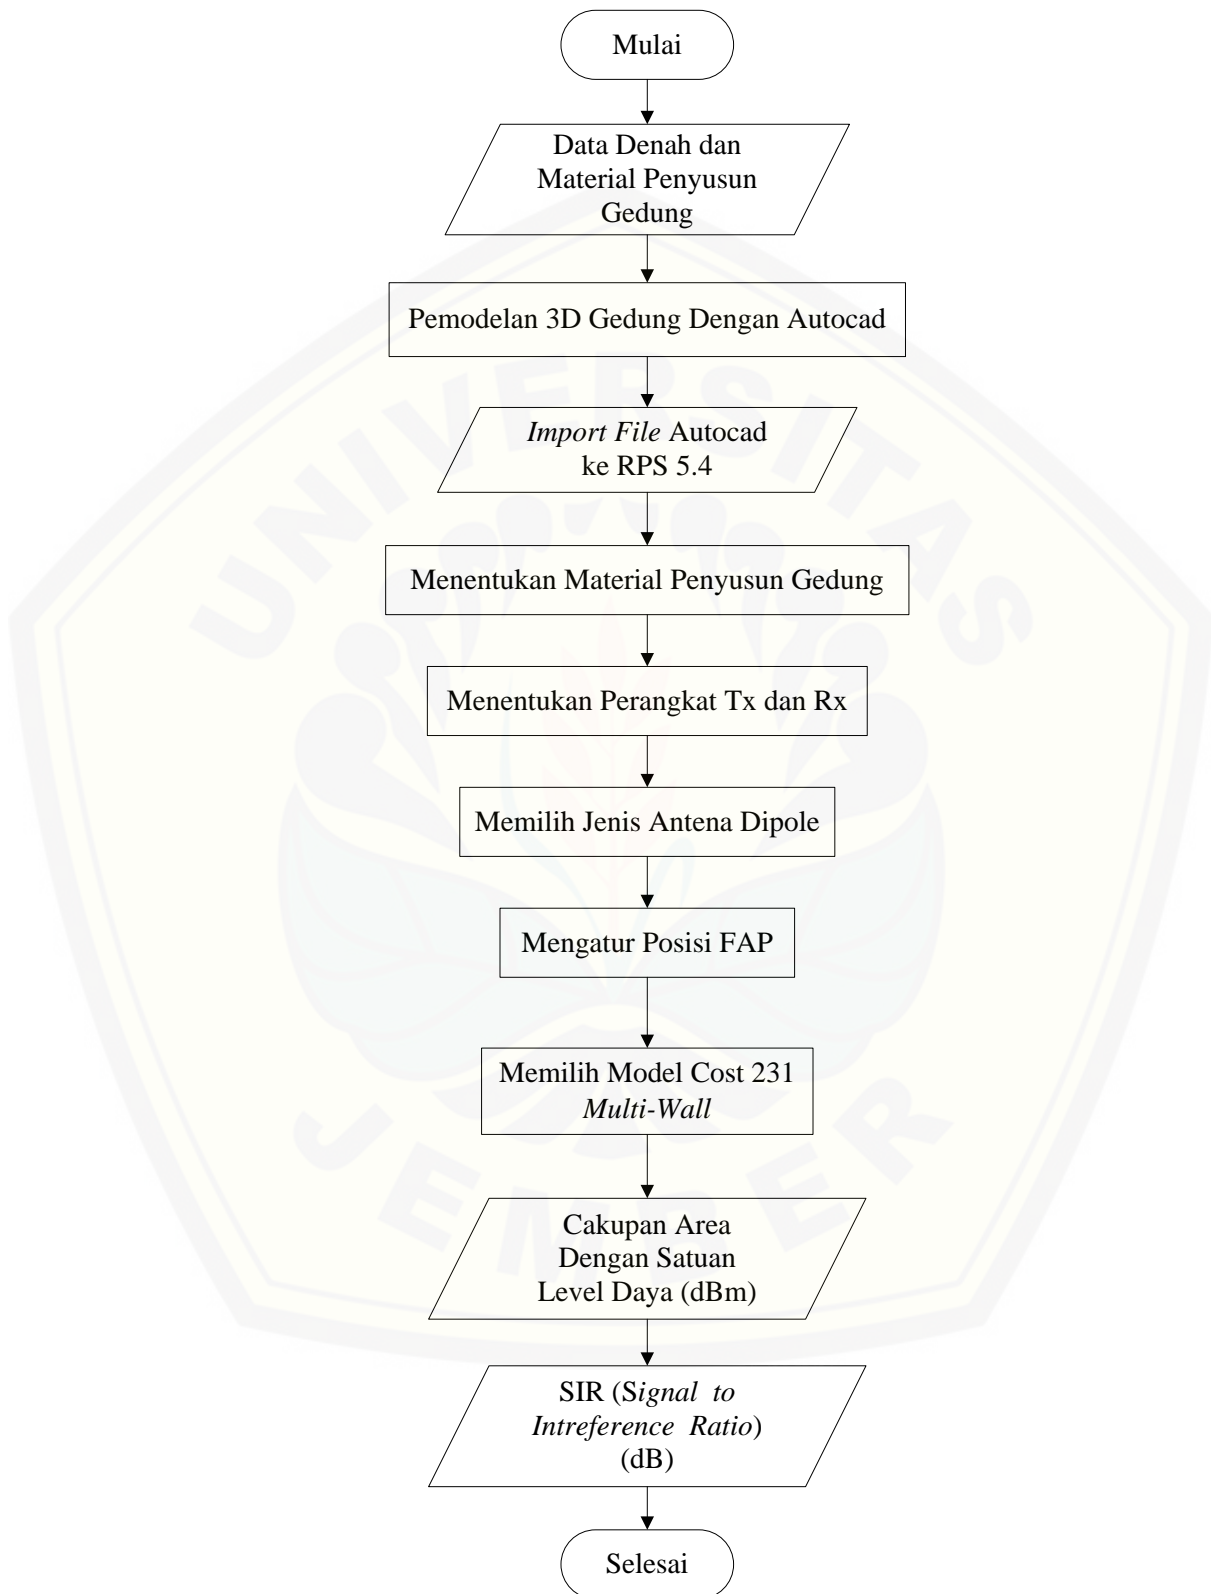 Mulai
Data Denah dan
Material Penyusun
Gedung
Pemodelan 3D Gedung Dengan Autocad
Import File Autocad
ke RPS 5.4
Menentukan Material Penyusun Gedung
Menentukan Perangkat Tx dan Rx
Memilih Jenis Antena Dipole
Mengatur Posisi FAP
Memilih Model Cost 231
Multi-Wall
Cakupan Area
Dengan Satuan
Level Daya (dBm)
SIR (Signal to
Intreference Ratio)
(dB)
Selesai
UNIVERSITAS
JEMBER